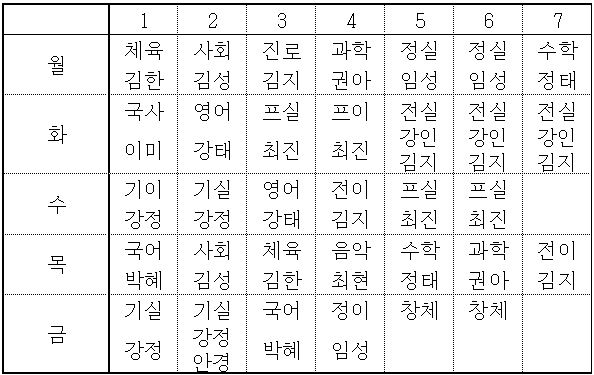 1 2 3 4 5 6 7
월 체육 사회 진로 과학 정실 정실 수학
김한 김성 김지 권아 임성 임성 정태
화 국사 영어 프실 프이 전실 전실 전실
이미 강태 최진 최진 강인 강인 강인
김지 김지 김지
수 기이 기실 영어 전이 프실 프실
강정 강정 강태 김지 최진 최진
목 국어 사회 체육 음악 수학 과학 전이
박혜 김성 김한 최현 정태 권아 김지
금 기실 기실 국어 정이 창체 창체
강정 강정 박혜 임성
안경